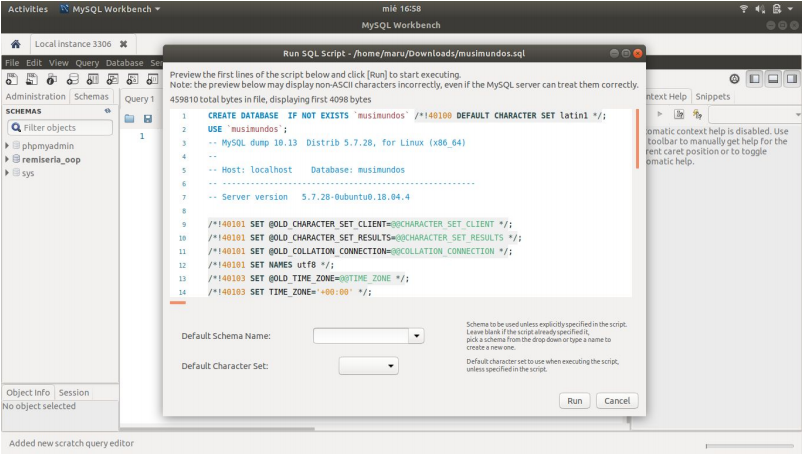 Activities MySQL Workbench mié 16:58
MySQL Workbench
Local instance 3306
File Edit View Query Database Ser
Run SQL Script - /home/maru/Downloads/musimundos.sql
Preview the first lines of the script below and click [Run] to start executing.
Note: the preview below may display non-ASCII characters incorrectly, even if the MySQL server can treat them correctly.
459810 total bytes in file, displaying first 4098 bytes
Administration Schemas Query 1
SCHEMAS
Filter objects
phpmyadmin
remiseria_oop
sys
1
1 CREATE DATABASE IF NOT EXISTS `musimundos` /*!40100 DEFAULT CHARACTER SET latin1 */;
2 USE `musimundos`;
3 -- MySQL dump 10.13 Distrib 5.7.28, for Linux (x86_64)
4 --
5 -- Host: localhost Database: musimundos
6 -- ------------------------------------------------------
7 -- Server version 5.7.28-0ubuntu0.18.04.4
8
9 /*!40101 SET @OLD_CHARACTER_SET_CLIENT=@@CHARACTER_SET_CLIENT */;
10 /*!40101 SET @OLD_CHARACTER_SET_RESULTS=@@CHARACTER_SET_RESULTS */;
11 /*!40101 SET @OLD_COLLATION_CONNECTION=@@COLLATION_CONNECTION */;
12 /*!40101 SET NAMES utf8 */;
13 /*!40103 SET @OLD_TIME_ZONE=@@TIME_ZONE */;
14 /*!40103 SET TIME_ZONE='+00:00' */;
Default Schema Name:
Schema to be used unless explicitly specified in the script.
Leave blank if the script already specified it,
pick a schema from the drop down or type a name to
create a new one.
Default Character Set:
Default character set to use when executing the script,
unless specified in the script.
Run Cancel
ntext Help Snippets
omatic context help is disabled. Use
toolbar to manually get help for the
rent caret position or to toggle
omatic help.
Object Info Session
No object selected
Added new scratch query editor